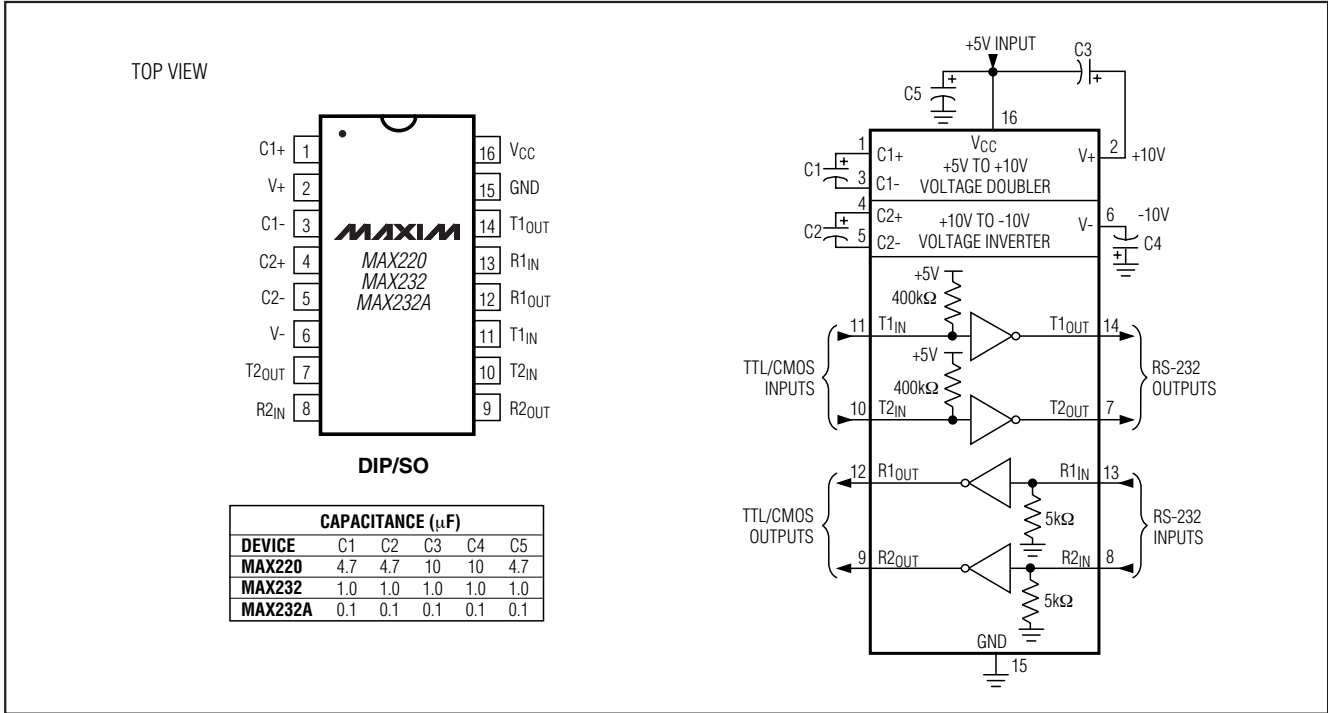 TOP VIEW
C1+ 1
V+ 2
C1- 3
C2+ 4
C2- 5
V- 6
T2OUT 7
R2IN 8
16 VCC
15 GND
14 T1OUT
13 R1IN
12 R1OUT
11 T1IN
10 T2IN
9 R2OUT
MAXIM
MAX220
MAX232
MAX232A
DIP/SO
CAPACITANCE (μF)
DEVICE C1 C2 C3 C4 C5
MAX220 4.7 4.7 10 10 4.7
MAX232 1.0 1.0 1.0 1.0 1.0
MAX232A 0.1 0.1 0.1 0.1 0.1
+5V INPUT
C3
+
+
C5
16
VCC
1 C1+
+5V TO +10V
V+ 2 +10V
C1 +
3 C1-
VOLTAGE DOUBLER
4 C2+
+10V TO -10V
V- 6 -10V
C2 +
5 C2-
VOLTAGE INVERTER
C4
+
+5V
400kΩ
11 T1IN
T1OUT 14
TTL/CMOS
INPUTS
+5V
400kΩ
RS-232
OUTPUTS
10 T2IN
T2OUT 7
12 R1OUT
R1IN 13
TTL/CMOS
OUTPUTS
5kΩ
RS-232
INPUTS
9 R2OUT
R2IN 8
5kΩ
GND
15